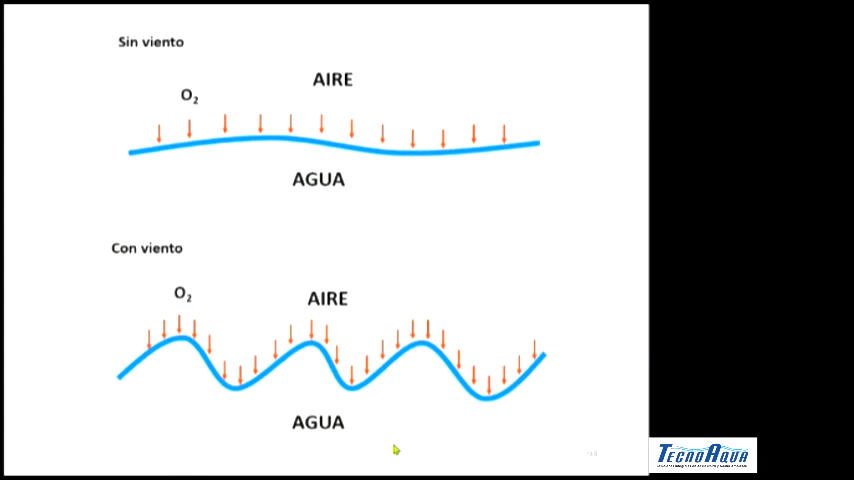 Sin viento
AIRE
O₂
AGUA
Con viento
O₂
AIRE
AGUA
TECNOAQUA